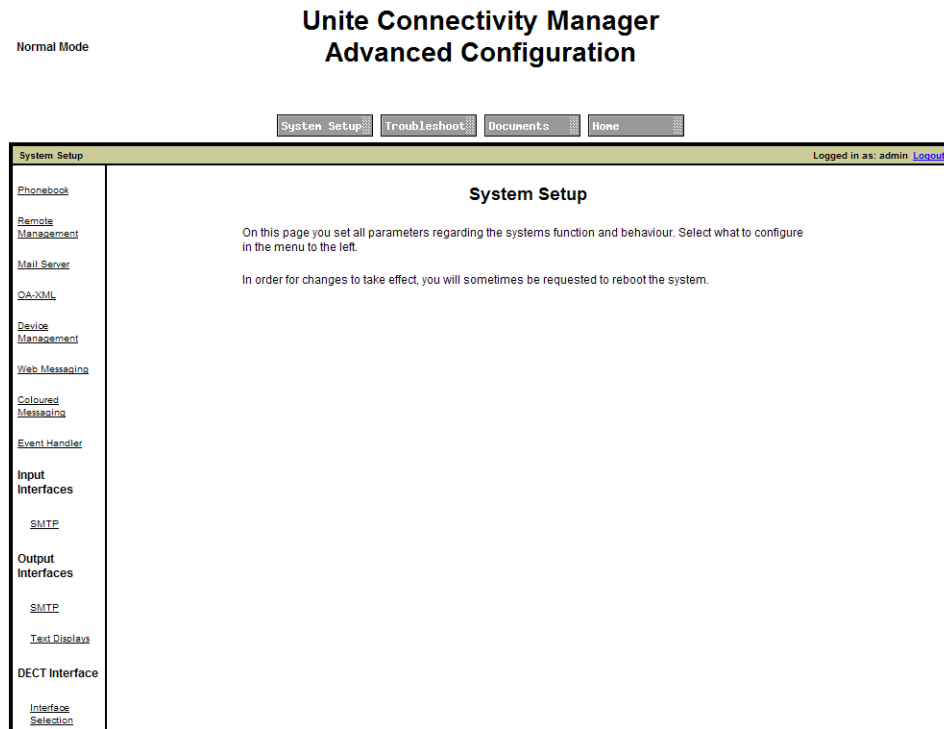 Unite Connectivity Manager
Normal Mode
Advanced Configuration
System Setup
Troubleshoot
Documents
Home
System Setup
Logged in as: admin Logout
Phonebook
Remote
Management
Mail Server
OA-XML
Device
Management
Web Messaging
Coloured
Messaging
Event Handler
Input
Interfaces
SMTP
Output
Interfaces
SMTP
Text Displays
DECT Interface
Interface
Selection
System Setup
On this page you set all parameters regarding the systems function and behaviour. Select what to configure
in the menu to the left.
In order for changes to take effect, you will sometimes be requested to reboot the system.